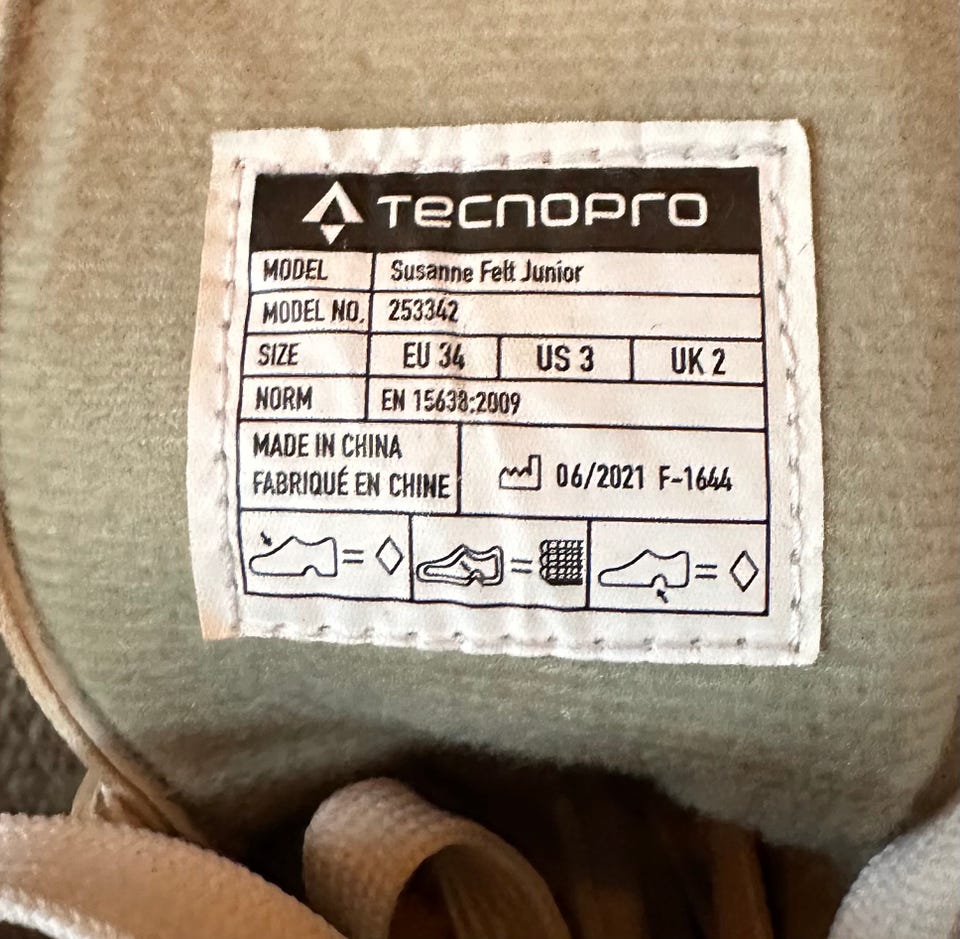 TECNOPRO
MODEL Susanne Felt Junior
MODEL NO. 253342
SIZE EU 34 US 3 UK 2
NORM EN 15638:2009
MADE IN CHINA
FABRIQUÉ EN CHINE 06/2021 F-1644
= = =